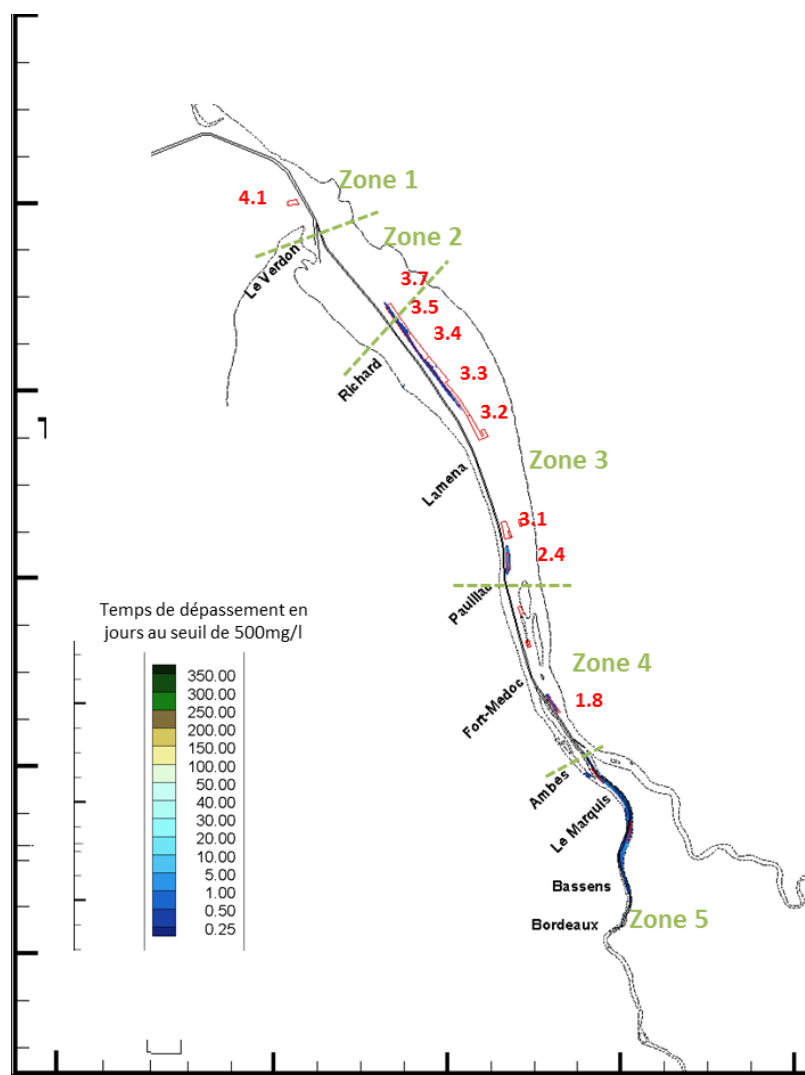 Zone 1
4.1
Zone 2
Le Verdon
3.7
3.5
3.4
3.3
3.2
Richard
Zone 3
Lamena
3.1
2.4
Pauillac
Temps de dépassement en
jours au seuil de 500mg/l
350.00
300.00
250.00
200.00
150.00
100.00
50.00
40.00
30.00
20.00
10.00
5.00
1.00
0.50
0.25
Zone 4
Fort-Medoc
1.8
Ambes
Le Marquis
Bassens
Bordeaux
Zone 5